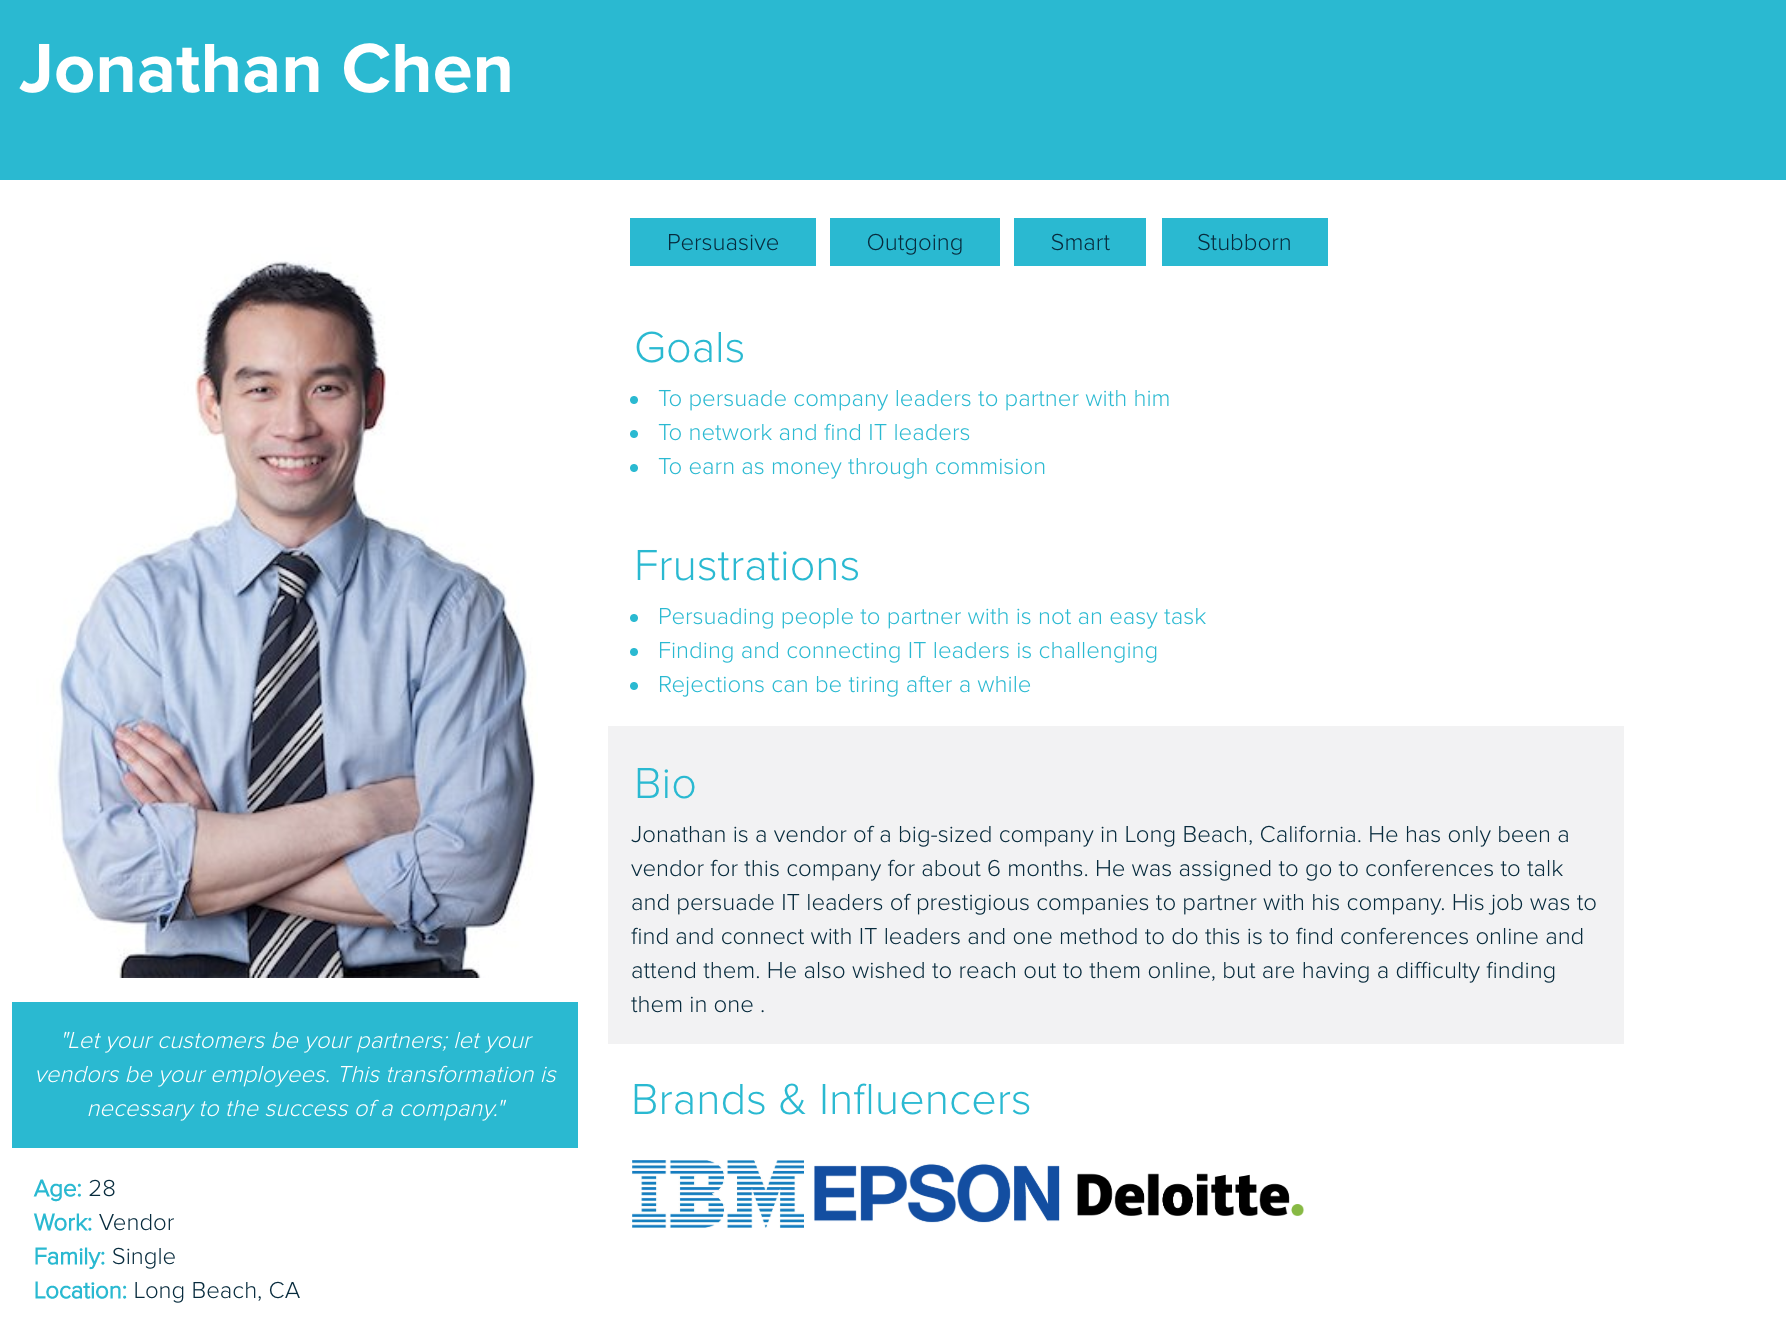 Jonathan Chen
Persuasive
Outgoing
Smart
Stubborn
Goals
• To persuade company leaders to partner with him
• To network and find IT leaders
• To earn as money through commision
Frustrations
• Persuading people to partner with is not an easy task
• Finding and connecting IT leaders is challenging
• Rejections can be tiring after a while
Bio
Jonathan is a vendor of a big-sized company in Long Beach, California. He has only been a
vendor for this company for about 6 months. He was assigned to go to conferences to talk
and persuade IT leaders of prestigious companies to partner with his company. His job was to
find and connect with IT leaders and one method to do this is to find conferences online and
attend them. He also wished to reach out to them online, but are having a difficulty finding
them in one .
"Let your customers be your partners; let your
vendors be your employees. This transformation is
necessary to the success of a company."
Age: 28
Work: Vendor
Family: Single
Location: Long Beach, CA
Brands & Influencers
IBM EPSON Deloitte.